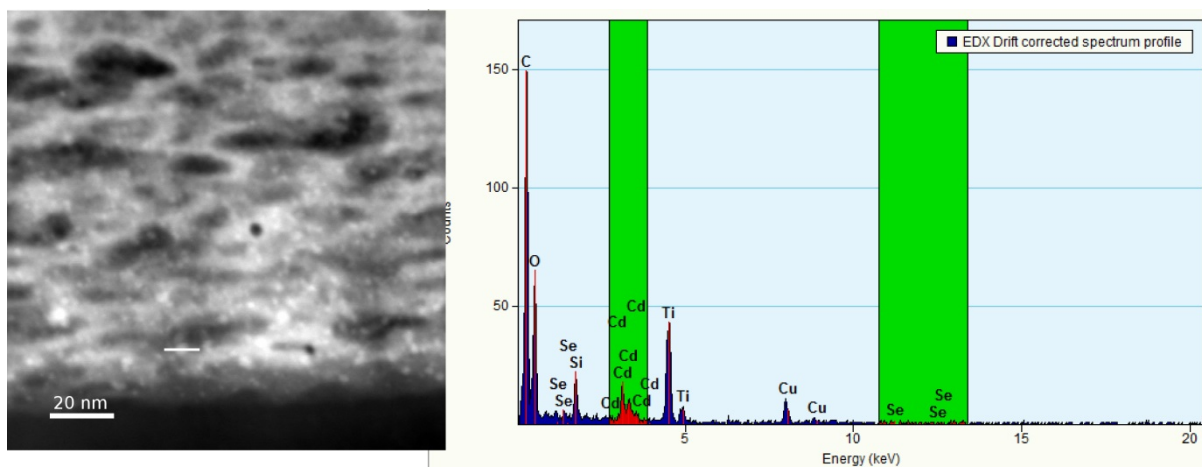 20 nm
EDX Drift corrected spectrum profile
150
100
50
Counts
C
O
Se
Si
Se
Se
Cd
Cd
Cd
Cd
Cd
Cd
Cd
Ti
Ti
Cu
Cu
Se
Se
Se
5
10
15
20
Energy (keV)